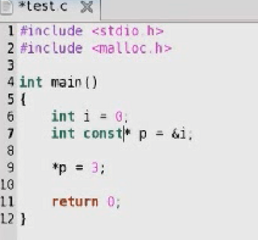 *test.c
1 #include <stdio.h>
2 #include <malloc.h>
3
4 int main()
5 {
6     int i = 0;
7     int const* p = &i;
8
9     *p = 3;
10
11     return 0;
12 }